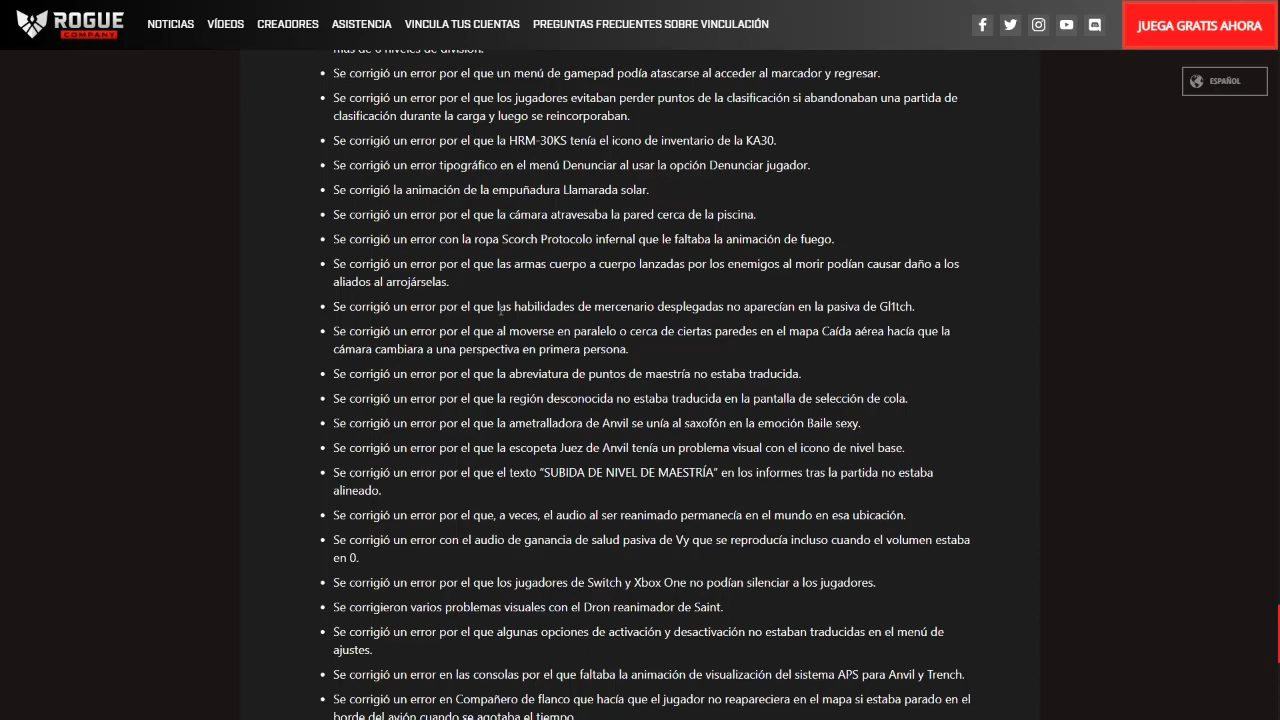 ROGUE
COMPANY
NOTICIAS
VÍDEOS
CREADORES
ASISTENCIA
VINCULA TUS CUENTAS
PREGUNTAS FRECUENTES SOBRE VINCULACIÓN
JUEGA GRATIS AHORA
ESPAÑOL
más de 6 niveles de división.
• Se corrigió un error por el que un menú de gamepad podía atascarse al acceder al marcador y regresar.
• Se corrigió un error por el que los jugadores evitaban perder puntos de la clasificación si abandonaban una partida de
clasificación durante la carga y luego se reincorporaban.
• Se corrigió un error por el que la HRM-30KS tenía el icono de inventario de la KA30.
• Se corrigió un error tipográfico en el menú Denunciar al usar la opción Denunciar jugador.
• Se corrigió la animación de la empuñadura Llamarada solar.
• Se corrigió un error por el que la cámara atravesaba la pared cerca de la piscina.
• Se corrigió un error con la ropa Scorch Protocolo infernal que le faltaba la animación de fuego.
• Se corrigió un error por el que las armas cuerpo a cuerpo lanzadas por los enemigos al morir podían causar daño a los
aliados al arrojárselas.
• Se corrigió un error por el que las habilidades de mercenario desplegadas no aparecían en la pasiva de Gl1tch.
• Se corrigió un error por el que al moverse en paralelo o cerca de ciertas paredes en el mapa Caída aérea hacía que la
cámara cambiara a una perspectiva en primera persona.
• Se corrigió un error por el que la abreviatura de puntos de maestría no estaba traducida.
• Se corrigió un error por el que la región desconocida no estaba traducida en la pantalla de selección de cola.
• Se corrigió un error por el que la ametralladora de Anvil se unía al saxofón en la emoción Baile sexy.
• Se corrigió un error por el que la escopeta Juez de Anvil tenía un problema visual con el icono de nivel base.
• Se corrigió un error por el que el texto “SUBIDA DE NIVEL DE MAESTRÍA” en los informes tras la partida no estaba
alineado.
• Se corrigió un error por el que, a veces, el audio al ser reanimado permanecía en el mundo en esa ubicación.
• Se corrigió un error con el audio de ganancia de salud pasiva de Vy que se reproducía incluso cuando el volumen estaba
en 0.
• Se corrigió un error por el que los jugadores de Switch y Xbox One no podían silenciar a los jugadores.
• Se corrigieron varios problemas visuales con el Dron reanimador de Saint.
• Se corrigió un error por el que algunas opciones de activación y desactivación no estaban traducidas en el menú de
ajustes.
• Se corrigió un error en las consolas por el que faltaba la animación de visualización del sistema APS para Anvil y Trench.
• Se corrigió un error en Compañero de flanco que hacía que el jugador no reapareciera en el mapa si estaba parado en el
borde del avión cuando se agotaba el tiempo.